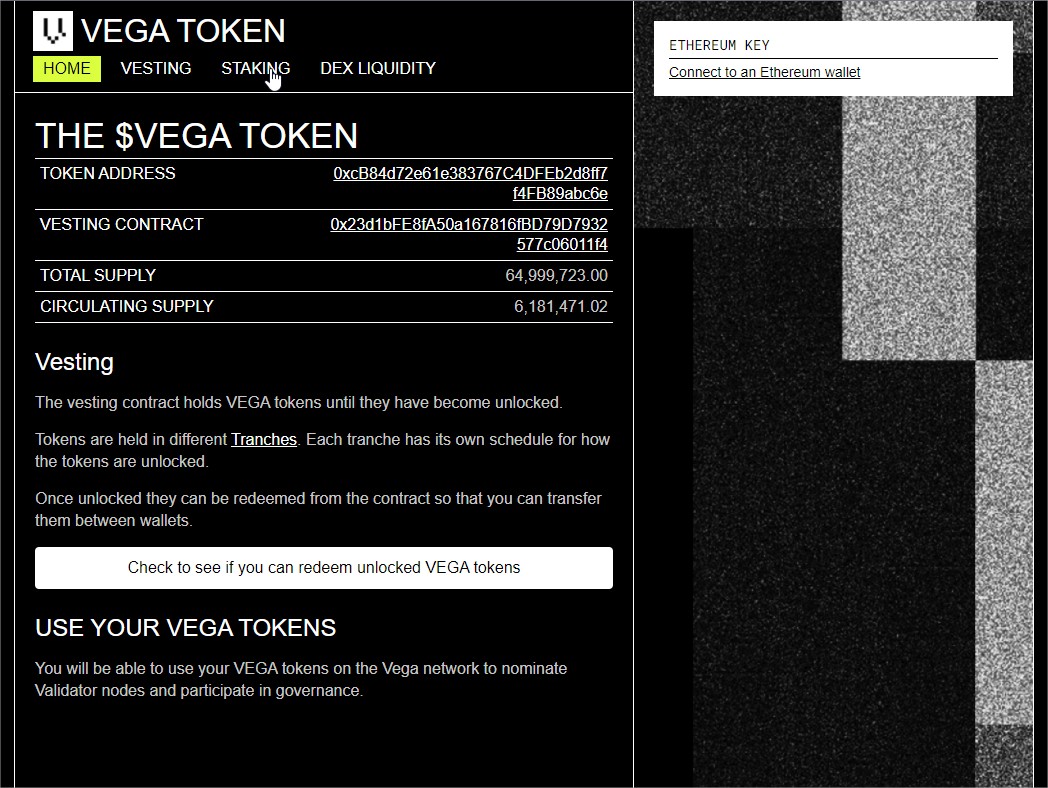 VEGA TOKEN
HOME VESTING STAKING DEX LIQUIDITY
THE $VEGA TOKEN
TOKEN ADDRESS 0xcB84d72e61e383767C4DFEb2d8ff7
f4FB89abc6e
VESTING CONTRACT 0x23d1bFE8fA50a167816fBD79D7932
577c06011f4
TOTAL SUPPLY 64,999,723.00
CIRCULATING SUPPLY 6,181,471.02
Vesting
The vesting contract holds VEGA tokens until they have become unlocked.
Tokens are held in different Tranches. Each tranche has its own schedule for how
the tokens are unlocked.
Once unlocked they can be redeemed from the contract so that you can transfer
them between wallets.
Check to see if you can redeem unlocked VEGA tokens
USE YOUR VEGA TOKENS
You will be able to use your VEGA tokens on the Vega network to nominate
Validator nodes and participate in governance.
ETHEREUM KEY
Connect to an Ethereum wallet